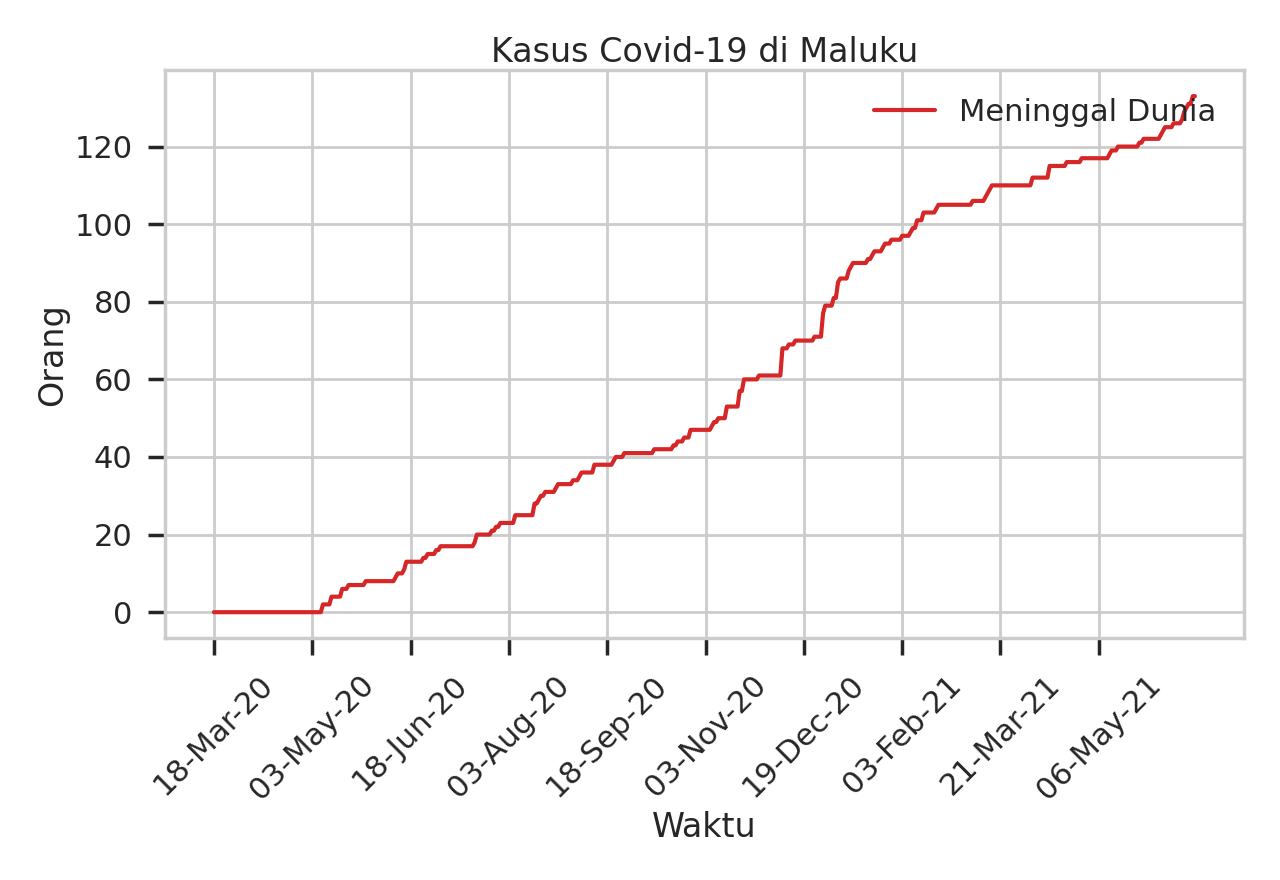 Kasus Covid-19 di Maluku
Meninggal Dunia
120
100
80
60
40
20
0
Orang
18-Mar-20
03-May-20
18-Jun-20
03-Aug-20
18-Sep-20
03-Nov-20
19-Dec-20
03-Feb-21
21-Mar-21
06-May-21
Waktu